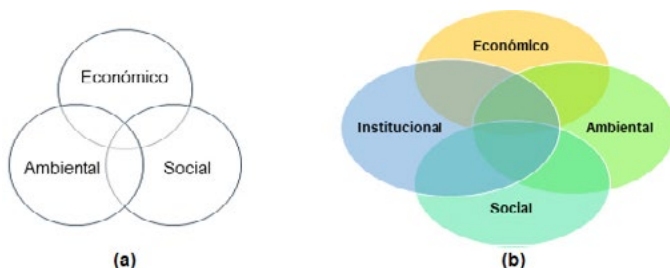 Económico
Ambiental
Social
(a)
Económico
Institucional
Ambiental
Social
(b)